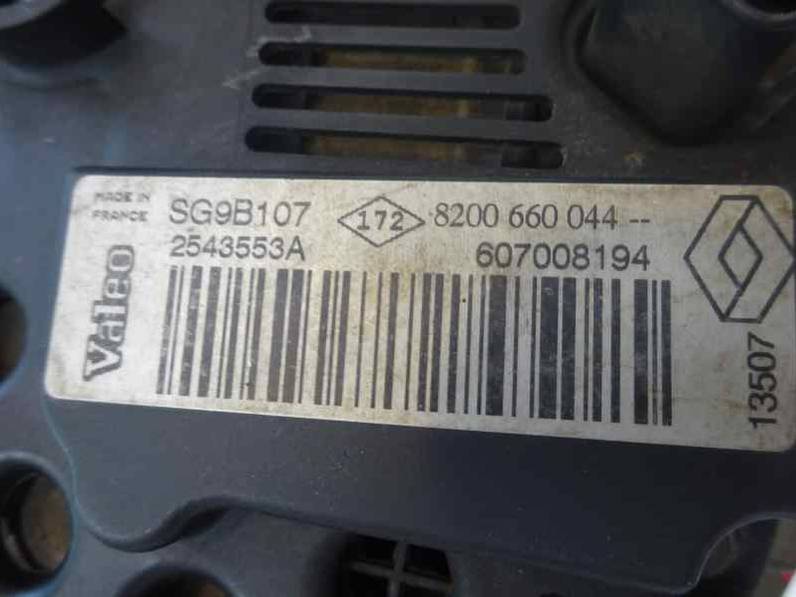 MADE IN
FRANCE
SG9B107 172 8200 660 044 --
2543553A 607008194
Valeo
13507